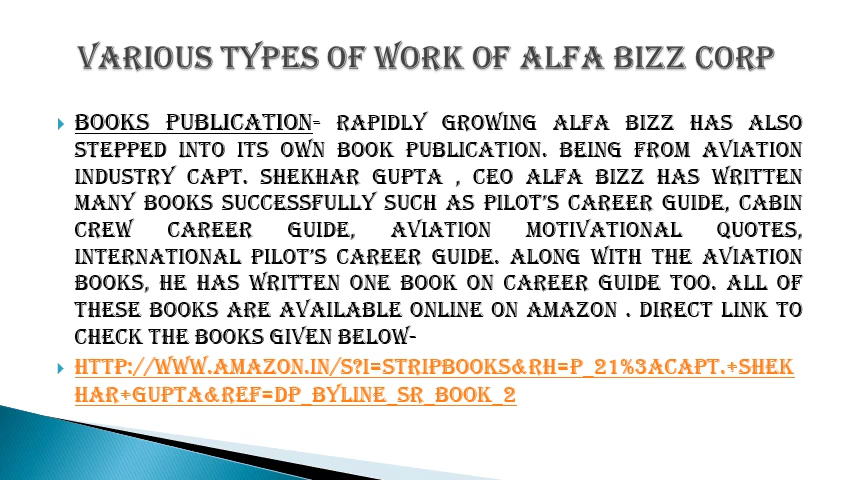 VARIOUS TYPES OF WORK OF ALFA BIZZ CORP
BOOKS PUBLICATION- RAPIDLY GROWING ALFA BIZZ HAS ALSO
STEPPED INTO ITS OWN BOOK PUBLICATION. BEING FROM AVIATION
INDUSTRY CAPT. SHEKHAR GUPTA , CEO ALFA BIZZ HAS WRITTEN
MANY BOOKS SUCCESSFULLY SUCH AS PILOT'S CAREER GUIDE, CABIN
CREW CAREER GUIDE, AVIATION MOTIVATIONAL QUOTES,
INTERNATIONAL PILOT'S CAREER GUIDE. ALONG WITH THE AVIATION
BOOKS, HE HAS WRITTEN ONE BOOK ON CAREER GUIDE TOO. ALL OF
THESE BOOKS ARE AVAILABLE ONLINE ON AMAZON . DIRECT LINK TO
CHECK THE BOOKS GIVEN BELOW-
HTTP://WWW.AMAZON.IN/S?I=STRIPBOOKS&RH=P_21%3ACAPT.+SHEK
HAR+GUPTA&REF=DP_BYLINE_SR_BOOK_2